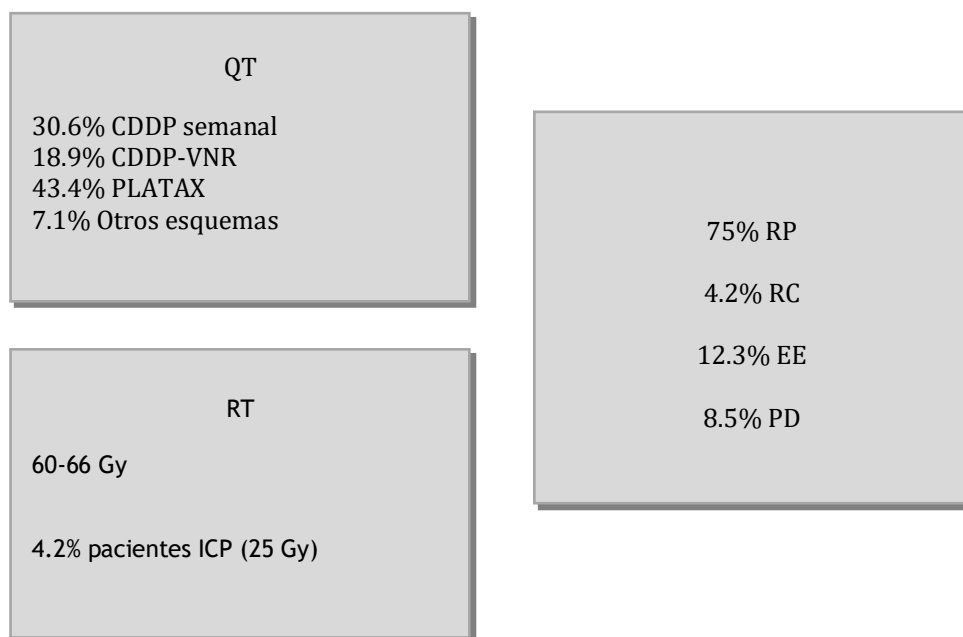 QT
30.6% CDDP semanal
18.9% CDDP-VNR
43.4% PLATAX
7.1% Otros esquemas
RT
60-66 Gy
4.2% pacientes ICP (25 Gy)
75% RP
4.2% RC
12.3% EE
8.5% PD